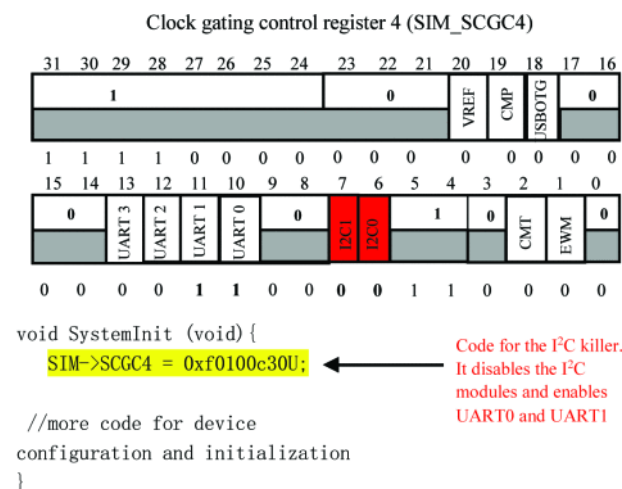 Clock gating control register 4 (SIM_SCGC4)
31 30 29 28 27 26 25 24 23 22 21 20 19 18 17 16
1 0 VREF CMP USBOTG 0
1 1 1 1 0 0 0 0 0 0 0 0 0 0 0 0
15 14 13 12 11 10 9 8 7 6 5 4 3 2 1 0
0 UART 3 UART 2 UART 1 UART 0 0 I2C1 I2C0 1 0 CMT EWM 0
0 0 0 0 1 1 0 0 0 0 1 1 0 0 0 0
void SystemInit (void){
SIM->SCGC4 = 0xf0100c30U;
Code for the I²C killer.
It disables the I²C
modules and enables
UART0 and UART1
//more code for device
configuration and initialization
}